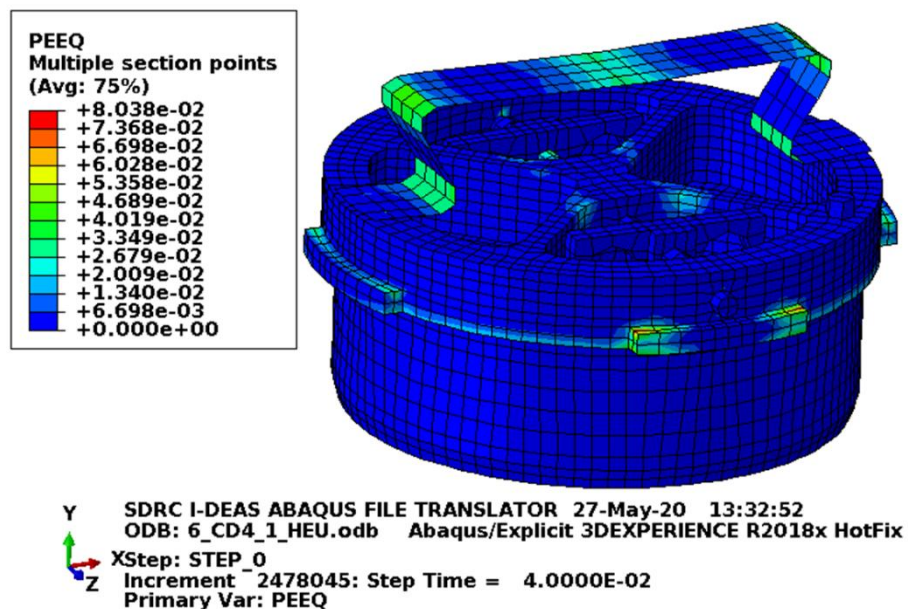 PEEQ
Multiple section points
(Avg: 75%)
+8.038e-02
+7.368e-02
+6.698e-02
+6.028e-02
+5.358e-02
+4.689e-02
+4.019e-02
+3.349e-02
+2.679e-02
+2.009e-02
+1.340e-02
+6.698e-03
+0.000e+00
Y
X
Z
SDRC I-DEAS ABAQUS FILE TRANSLATOR 27-May-20 13:32:52
ODB: 6_CD4_1_HEU.odb Abaqus/Explicit 3DEXPERIENCE R2018x HotFix
Step: STEP_0
Increment 2478045: Step Time = 4.0000E-02
Primary Var: PEEQ